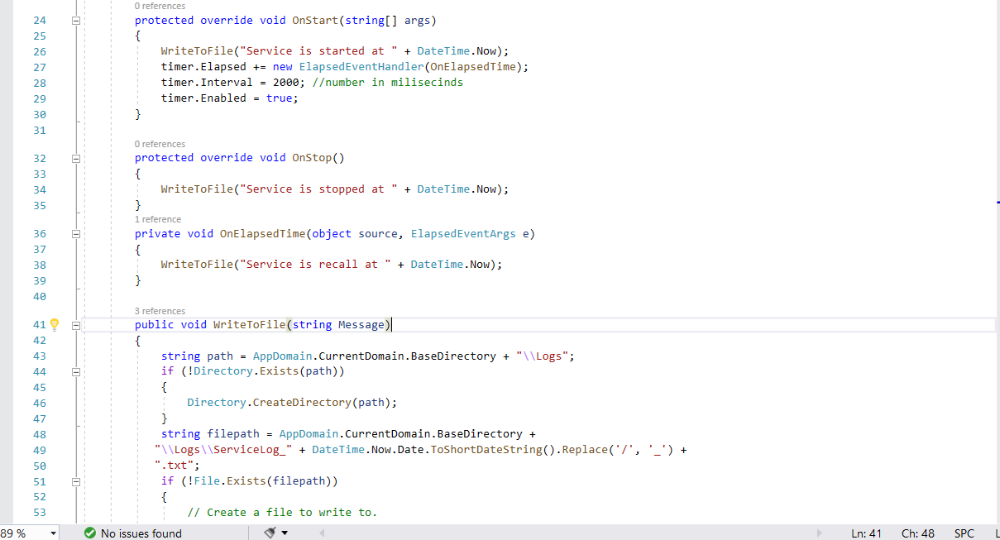 0 references
24 protected override void OnStart(string[] args)
25 {
26 WriteToFile("Service is started at " + DateTime.Now);
27 timer.Elapsed += new ElapsedEventHandler(OnElapsedTime);
28 timer.Interval = 2000; //number in milisecinds
29 timer.Enabled = true;
30 }
31
0 references
32 protected override void OnStop()
33 {
34 WriteToFile("Service is stopped at " + DateTime.Now);
35 }
1 reference
36 private void OnElapsedTime(object source, ElapsedEventArgs e)
37 {
38 WriteToFile("Service is recall at " + DateTime.Now);
39 }
40
3 references
41 public void WriteToFile(string Message)
42 {
43 string path = AppDomain.CurrentDomain.BaseDirectory + "\\Logs";
44 if (!Directory.Exists(path))
45 {
46 Directory.CreateDirectory(path);
47 }
48 string filepath = AppDomain.CurrentDomain.BaseDirectory +
49 "\\Logs\\ServiceLog_" + DateTime.Now.Date.ToShortDateString().Replace('/', '_') +
50 ".txt";
51 if (!File.Exists(filepath))
52 {
53 // Create a file to write to.
89 % No issues found Ln: 41 Ch: 48 SPC